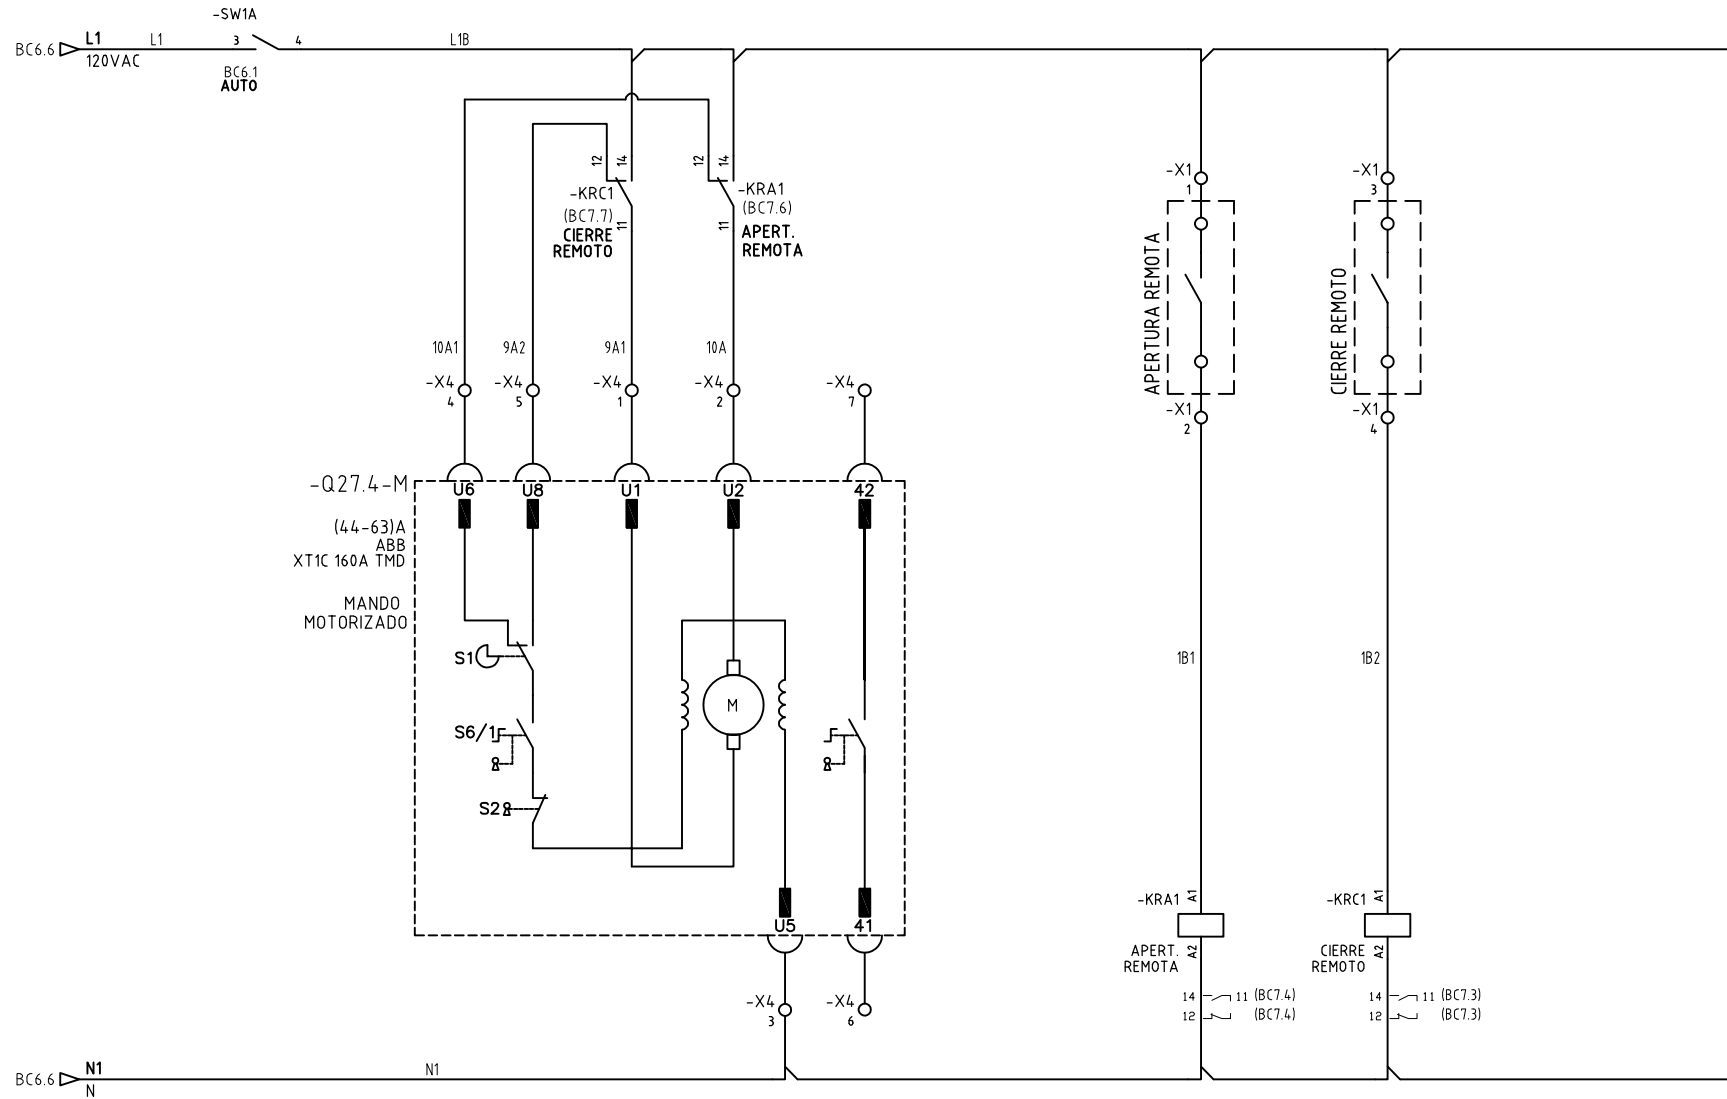 -SW1A
BC6.6 L1 L1 3 4 L1B
120VAC
BC6.1
AUTO
12 14 12 14
-KRC1 -KRA1
(BC7.7) (BC7.6)
11 11
CIERRE APERT.
REMOTO REMOTA
-X1 -X1
1 3
APERTURA REMOTA
CIERRE REMOTO
10A1 9A2 9A1 10A
-X4 -X4 -X4 -X4 -X4
4 5 1 2 7
-X1 -X1
2 4
-Q27.4-M U6 U8 U1 U2 42
(44-63)A
ABB
XT1C 160A TMD
MANDO
MOTORIZADO
S1
1B1 1B2
M
S6/1
S2
-KRA1 A1 -KRC1 A1
U5 41
APERT. A2 CIERRE A2
REMOTA REMOTO
14 11 (BC7.4) 14 11 (BC7.3)
12 (BC7.4) 12 (BC7.3)
-X4 -X4
3 6
BC6.6 N1 N1
N